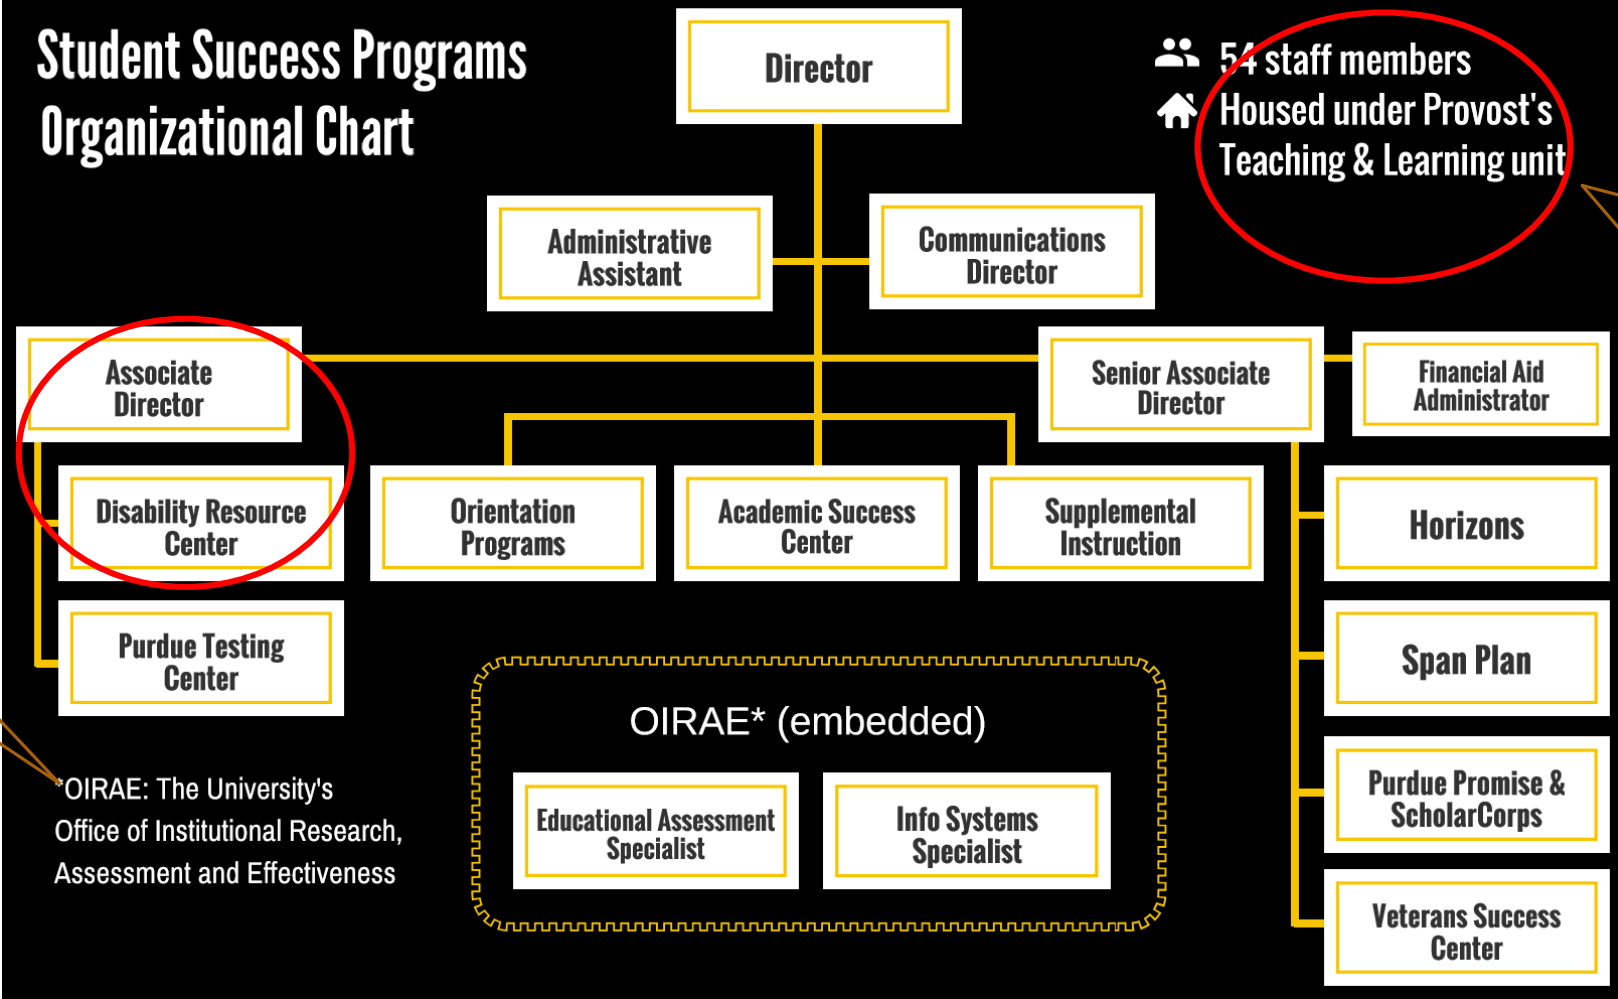 Student Success Programs
Organizational Chart
Director
54 staff members
Housed under Provost's
Teaching & Learning unit
Administrative
Assistant
Communications
Director
Associate
Director
Senior Associate
Director
Financial Aid
Administrator
Disability Resource
Center
Orientation
Programs
Academic Success
Center
Supplemental
Instruction
Horizons
Purdue Testing
Center
Span Plan
OIRAE* (embedded)
Educational Assessment
Specialist
Info Systems
Specialist
Purdue Promise &
ScholarCorps
Veterans Success
Center
*OIRAE: The University's
Office of Institutional Research,
Assessment and Effectiveness